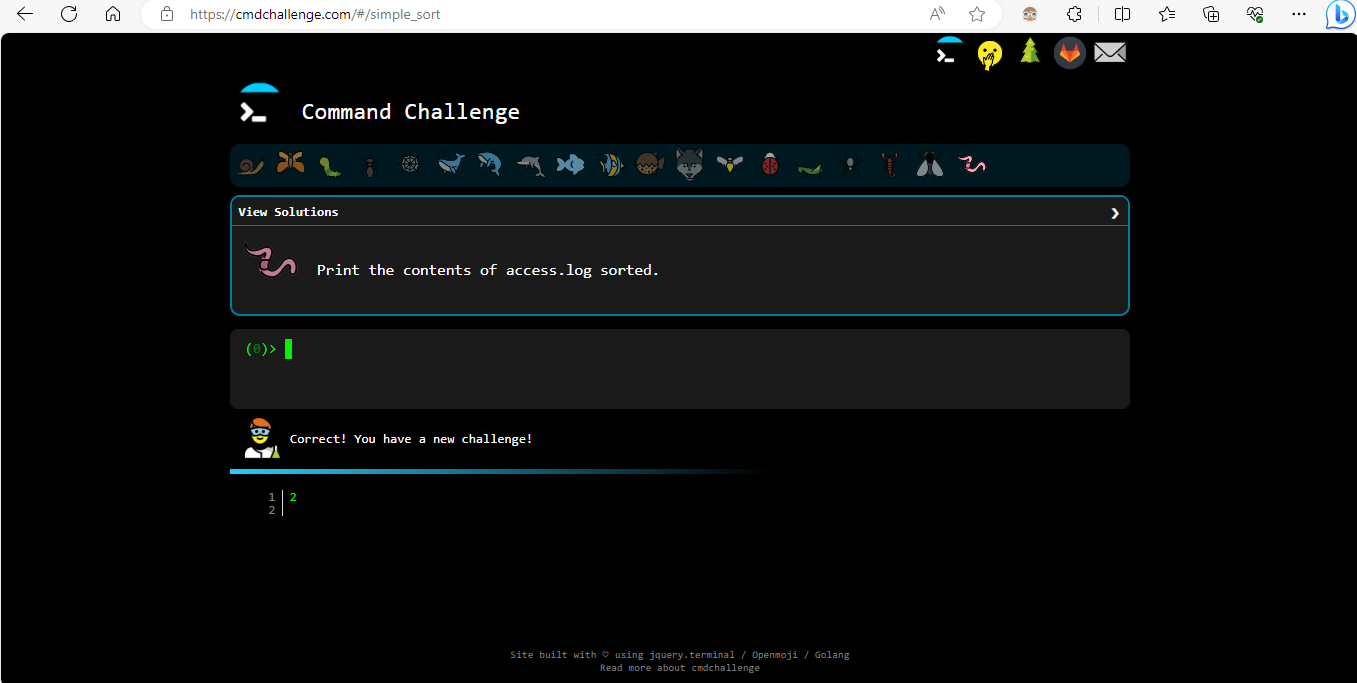 https://cmdchallenge.com/#/simple_sort
Command Challenge
View Solutions
Print the contents of access.log sorted.
(0)>
Correct! You have a new challenge!
1 2
2
Site built with ♡ using jquery.terminal / Openmoji / Golang
Read more about cmdchallenge